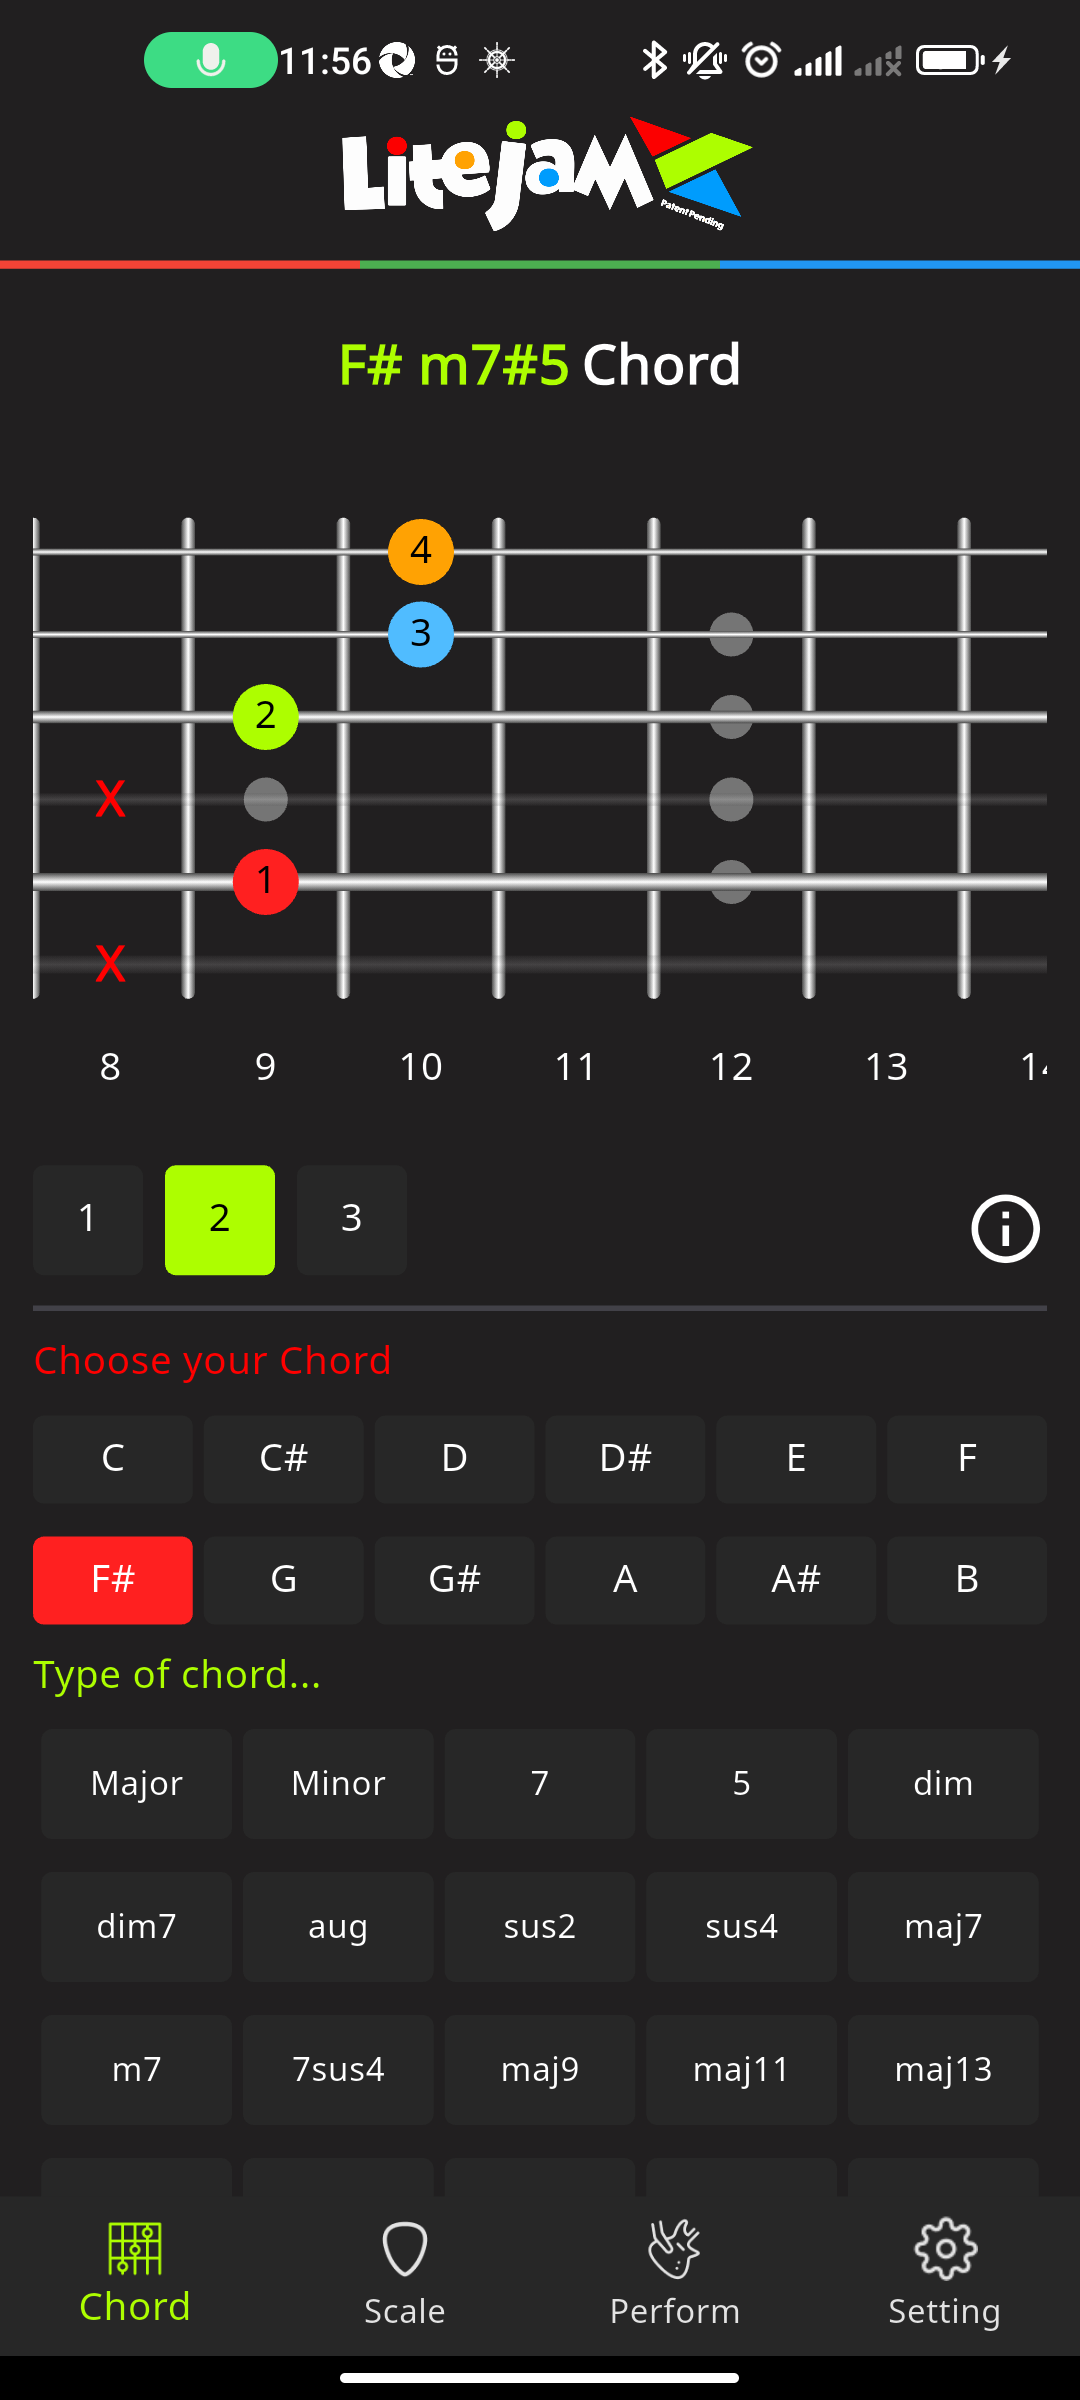 11:56
Litejam
Patent Pending
F# m7#5 Chord
4
3
2
X
1
X
8 9 10 11 12 13
1 2 3
Choose your Chord
C C# D D# E F
F# G G# A A# B
Type of chord...
Major Minor 7 5 dim
dim7 aug sus2 sus4 maj7
m7 7sus4 maj9 maj11 maj13
Chord Scale Perform Setting